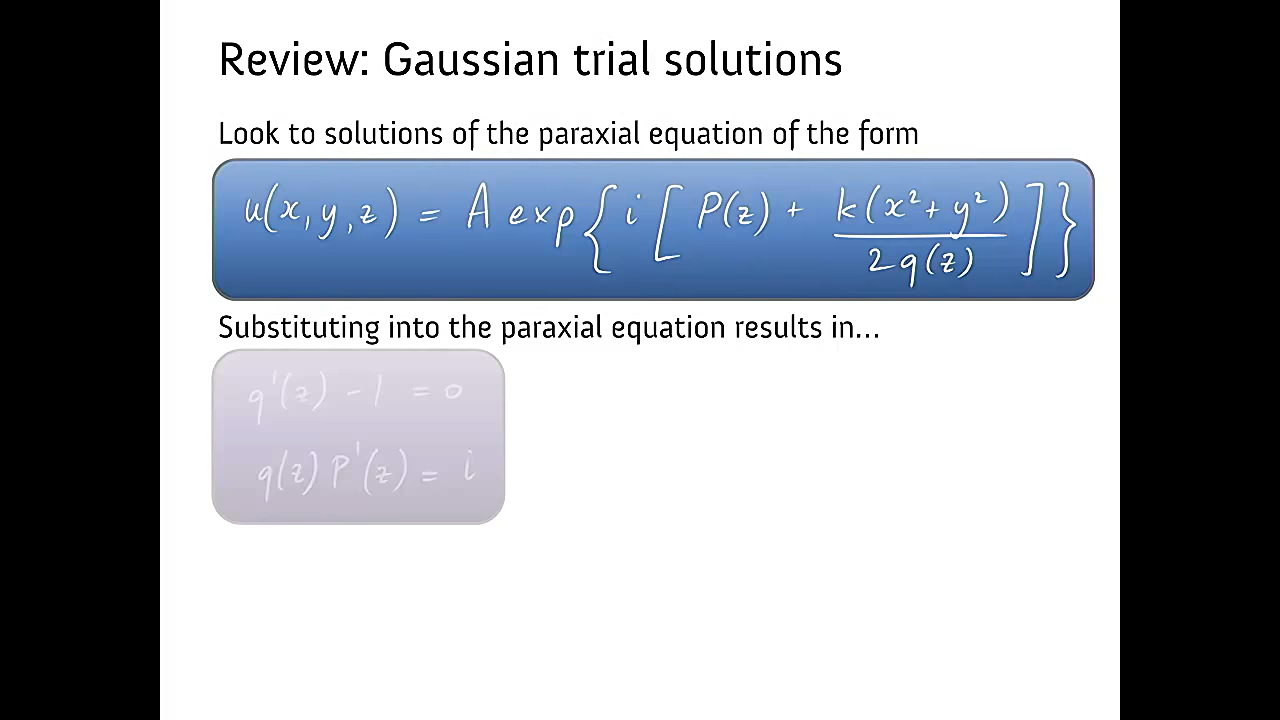 Review: Gaussian trial solutions
Look to solutions of the paraxial equation of the form
u(x, y, z) = A exp{ i [ P(z) + k(x² + y²) / 2q(z) ] }
Substituting into the paraxial equation results in...
q'(z) - 1 = 0
q(z) P'(z) = i